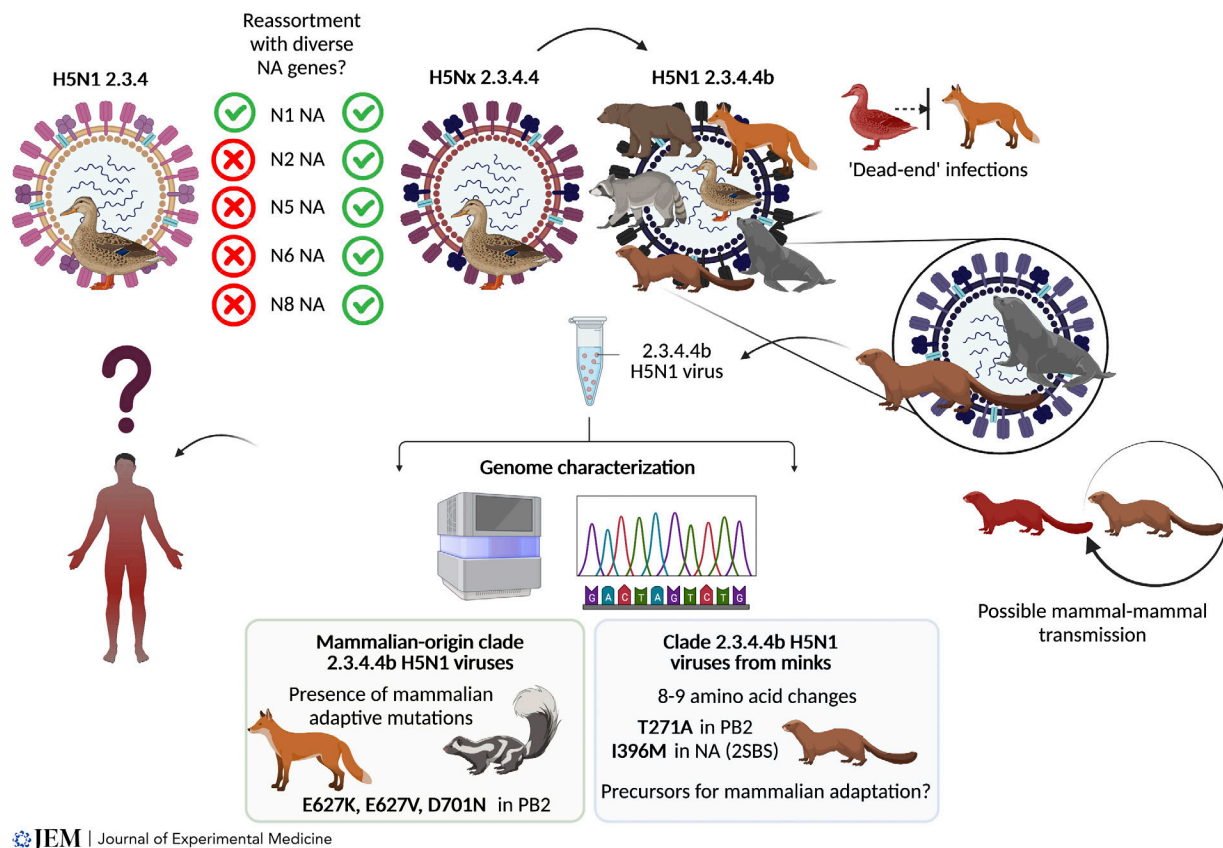 Reassortment
with diverse
NA genes?
H5N1 2.3.4
H5Nx 2.3.4.4
H5N1 2.3.4.4b
N1 NA
N2 NA
N5 NA
N6 NA
N8 NA
'Dead-end' infections
2.3.4.4b
H5N1 virus
?
Genome characterization
G A C T A G T C T G
Possible mammal-mammal
transmission
Mammalian-origin clade
2.3.4.4b H5N1 viruses
Presence of mammalian
adaptive mutations
E627K, E627V, D701N in PB2
Clade 2.3.4.4b H5N1
viruses from minks
8-9 amino acid changes
T271A in PB2
I396M in NA (2SBS)
Precursors for mammalian adaptation?
JEM | Journal of Experimental Medicine